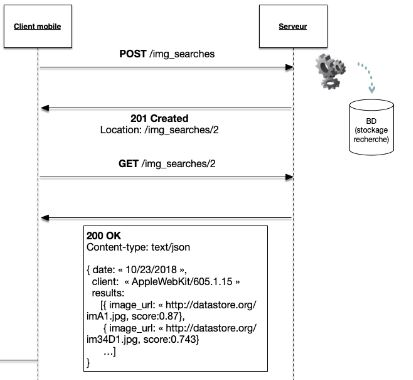 Client mobile
Serveur
POST /img_searches
BD
(stockage
recherche)
201 Created
Location: /img_searches/2
GET /img_searches/2
200 OK
Content-type: text/json
{ date: « 10/23/2018 »,
client: « AppleWebKit/605.1.15 »
results:
[{ image_url: « http://datastore.org/
imA1.jpg, score:0.87},
{ image_url: « http://datastore.org/
im34D1.jpg, score:0.743}
...]
}